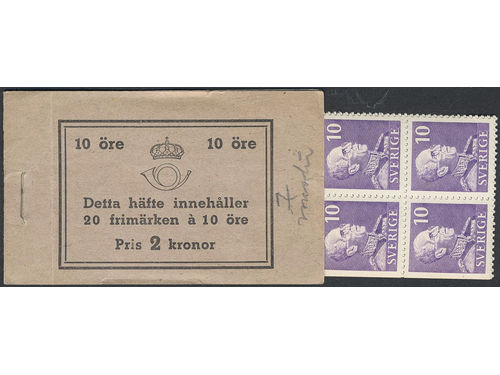 10 öre 10 öre
Detta häfte innehåller
20 frimärken à 10 öre
Pris 2 kronor
7
10 SVERIGE
10 SVERIGE
10 SVERIGE
10 SVERIGE